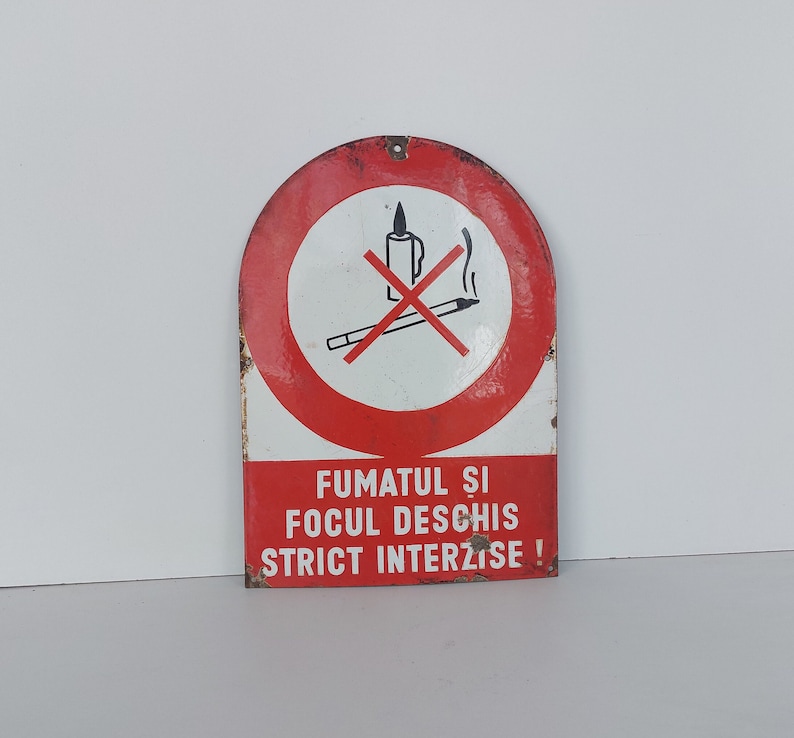 FUMATUL ȘI
FOCUL DESCHIS
STRICT INTERZISE !